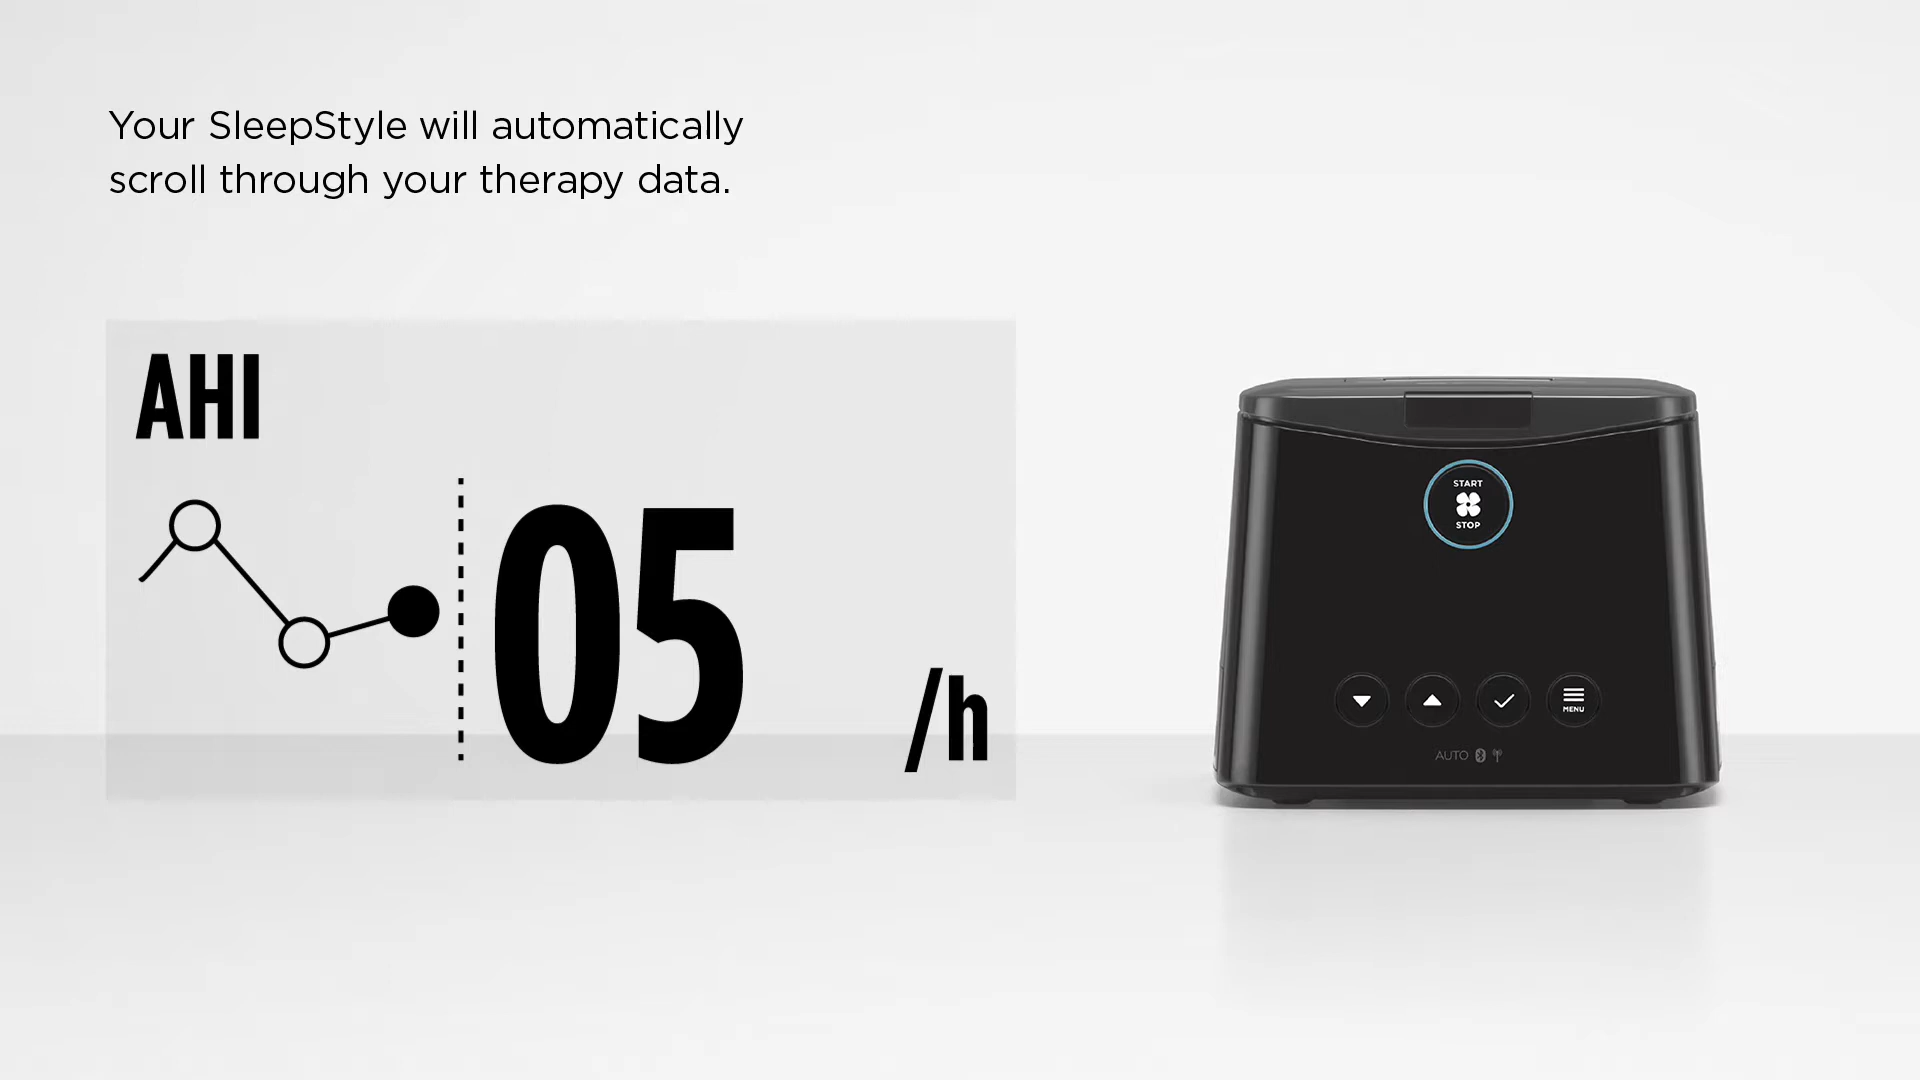 Your SleepStyle will automatically
scroll through your therapy data.
AHI
05 /h
START
STOP
MENU
AUTO